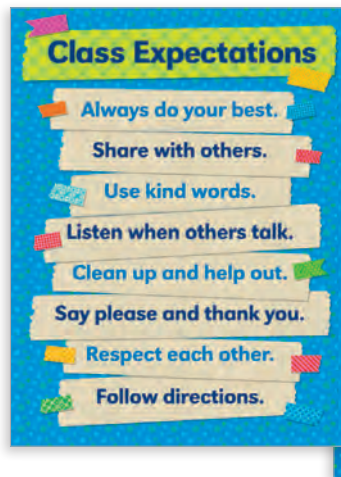 Class Expectations
Always do your best.
Share with others.
Use kind words.
Listen when others talk.
Clean up and help out.
Say please and thank you.
Respect each other.
Follow directions.